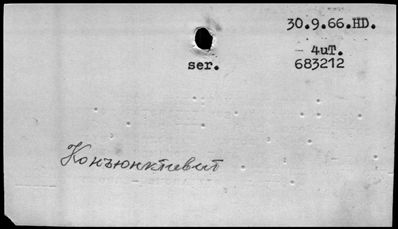 30.9.66.HD.
- 4uT.
ser. 683212
Конъюнктивит